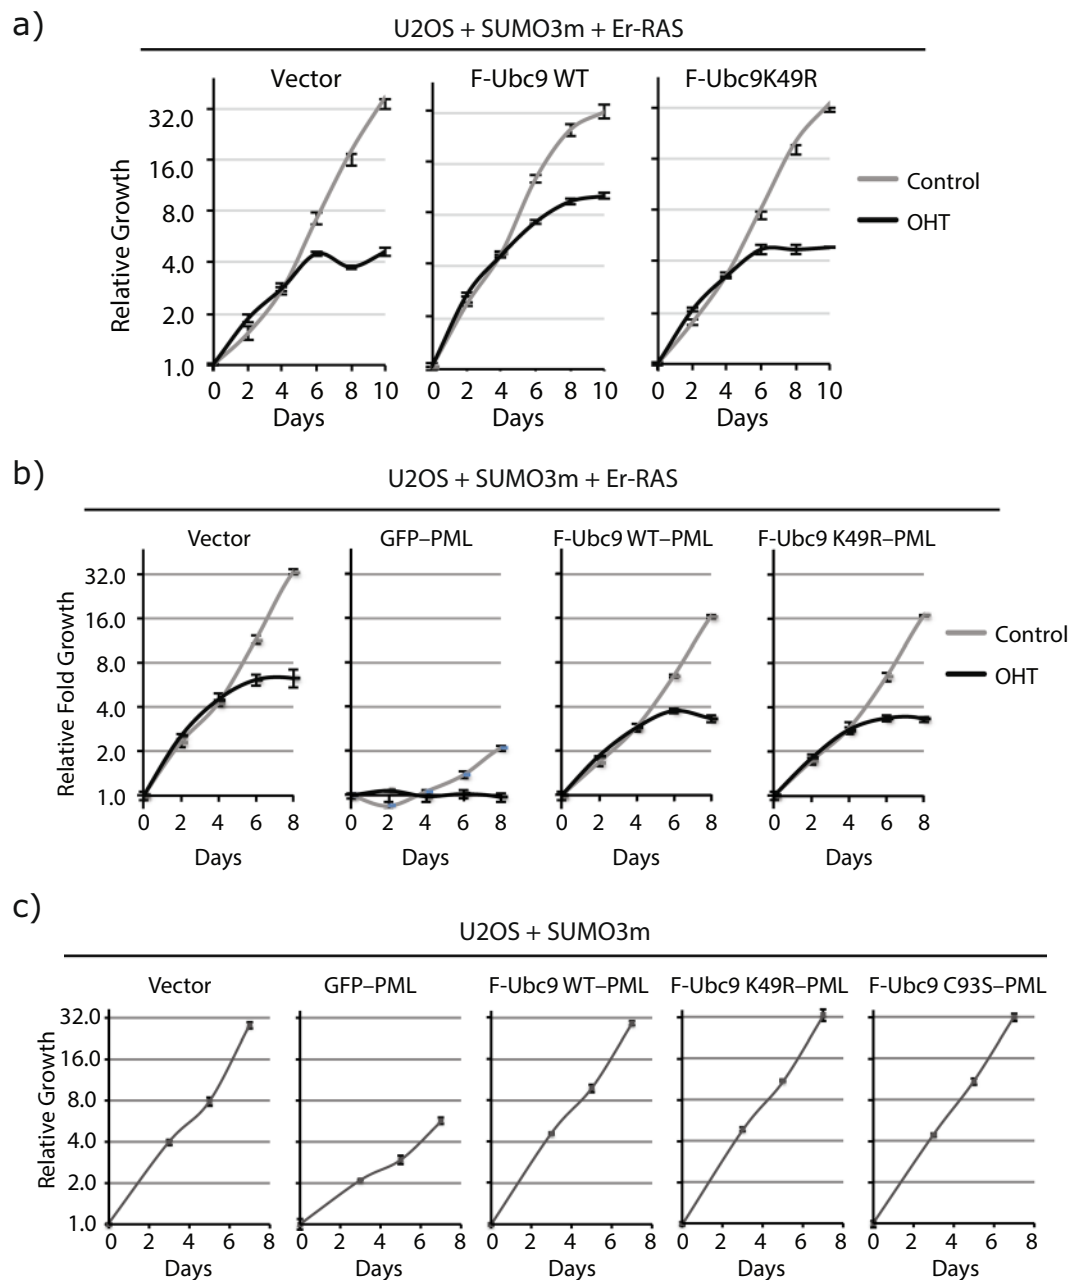 a)
U2OS + SUMO3m + Er-RAS
Vector F-Ubc9 WT F-Ubc9K49R
Relative Growth
32.0
16.0
8.0
4.0
2.0
1.0
0 2 4 6 8 10 0 2 4 6 8 10 0 2 4 6 8 10
Days Days Days
Control
OHT
b)
U2OS + SUMO3m + Er-RAS
Vector GFP–PML F-Ubc9 WT–PML F-Ubc9 K49R–PML
Relative Fold Growth
32.0
16.0
8.0
4.0
2.0
1.0
0 2 4 6 8 0 2 4 6 8 0 2 4 6 8 0 2 4 6 8
Days Days Days Days
Control
OHT
c)
U2OS + SUMO3m
Vector GFP–PML F-Ubc9 WT–PML F-Ubc9 K49R–PML F-Ubc9 C93S–PML
Relative Growth
32.0
16.0
8.0
4.0
2.0
1.0
0 2 4 6 8 0 2 4 6 8 0 2 4 6 8 0 2 4 6 8 0 2 4 6 8
Days Days Days Days Days